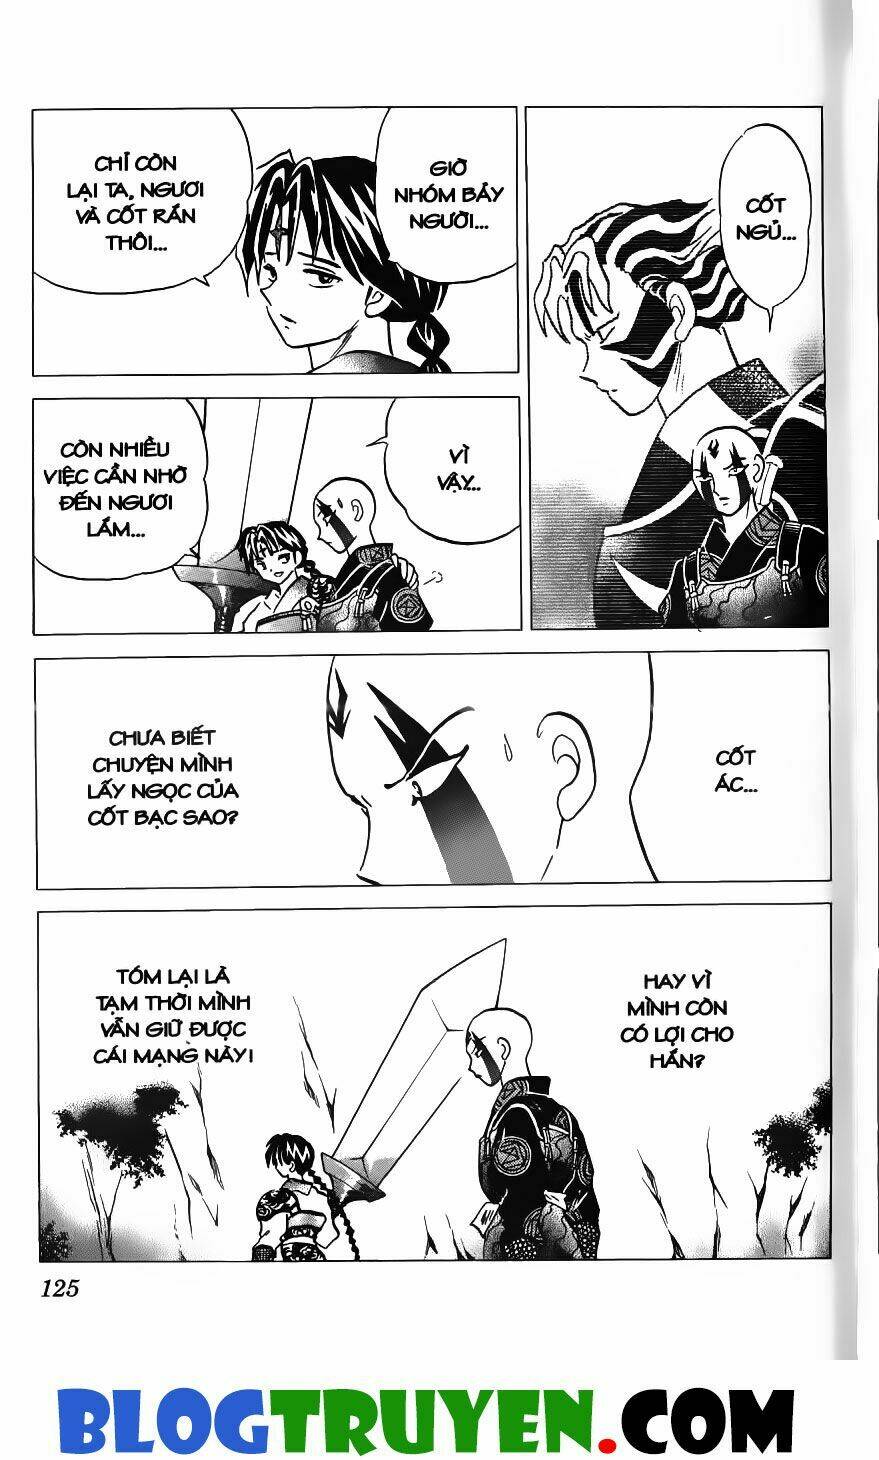 CỐT
NGỦ...
GIỜ
NHÓM BẢY
NGƯỜI...
CHỈ CÒN
LẠI TA, NGƯƠI
VÀ CỐT RẮN
THÔI...
VÌ
VẬY...
CÒN NHIỀU
VIỆC CẦN NHỜ
ĐẾN NGƯƠI
LẮM...
CỐT
ÁC...
CHƯA BIẾT
CHUYỆN MÌNH
LẤY NGỌC CỦA
CỐT BẠC SAO?
HAY VÌ
MÌNH CÒN
CÓ LỢI CHO
HẮN?
TÓM LẠI LÀ
TẠM THỜI MÌNH
VẪN GIỮ ĐƯỢC
CÁI MẠNG NÀY!
125
BLOGTRUYEN.COM